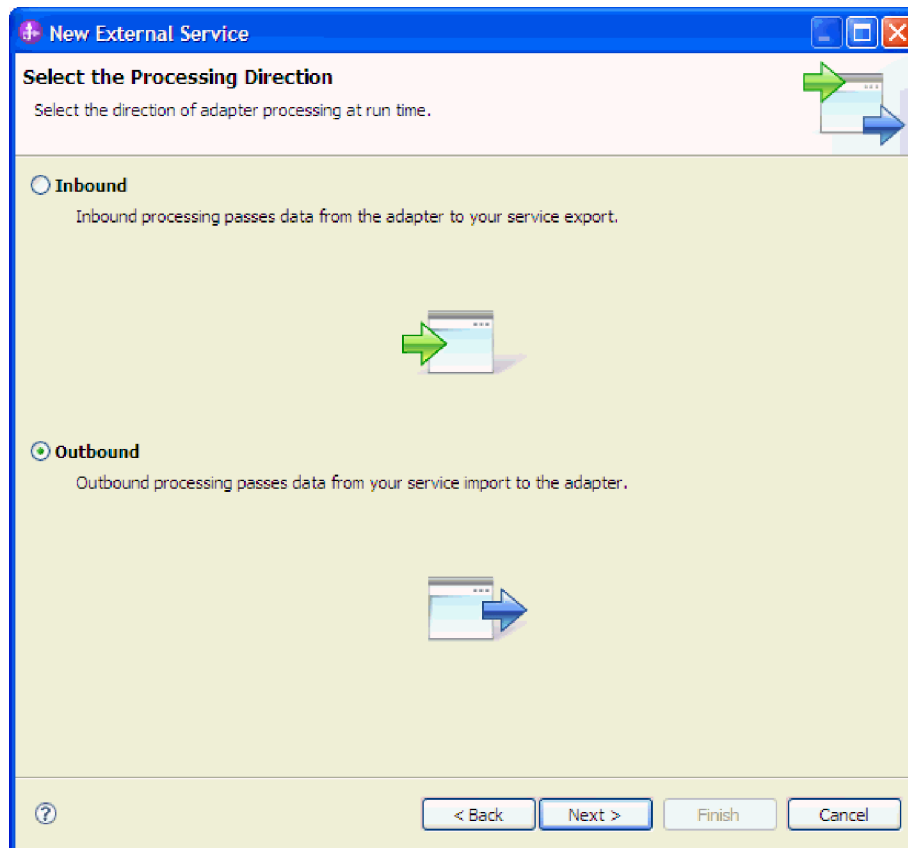 New External Service
Select the Processing Direction
Select the direction of adapter processing at run time.
Inbound
Inbound processing passes data from the adapter to your service export.
Outbound
Outbound processing passes data from your service import to the adapter.
?
< Back
Next >
Finish
Cancel